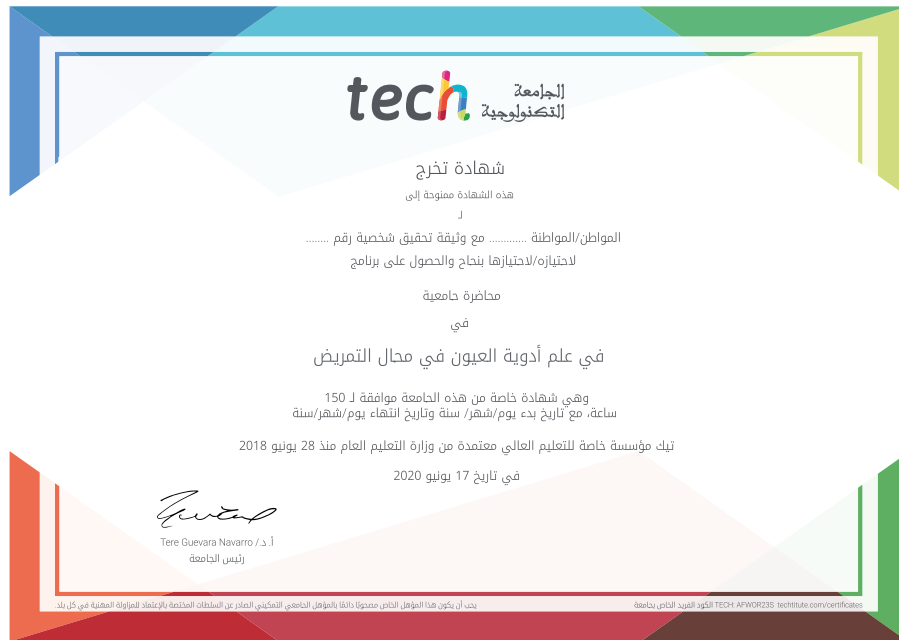 tech الجامعة
التكنولوجية
شهادة تخرج
هذه الشهادة ممنوحة إلى
لـ
المواطن/المواطنة ............. مع وثيقة تحقيق شخصية رقم ........
لاجتيازه/لاجتيازها بنجاح والحصول على برنامج
محاضرة جامعية
في
في علم أدوية العيون في مجال التمريض
وهي شهادة خاصة من هذه الجامعة موافقة لـ 150
ساعة، مع تاريخ بدء يوم/شهر/ سنة وتاريخ انتهاء يوم/شهر/سنة
تيك مؤسسة خاصة للتعليم العالي معتمدة من وزارة التعليم العام منذ 28 يونيو 2018
في تاريخ 17 يونيو 2020
أ. د./ Tere Guevara Navarro
رئيس الجامعة
يجب أن يكون هذا المؤهل الخاص مصحوبًا دائمًا بالمؤهل الجامعي التمكيني الصادر عن السلطات المختصة بالإعتماد للمزاولة المهنية في كل بلد.
الكود الفريد الخاص بجامعة TECH: AFWOR23S techtitute.com/certificates